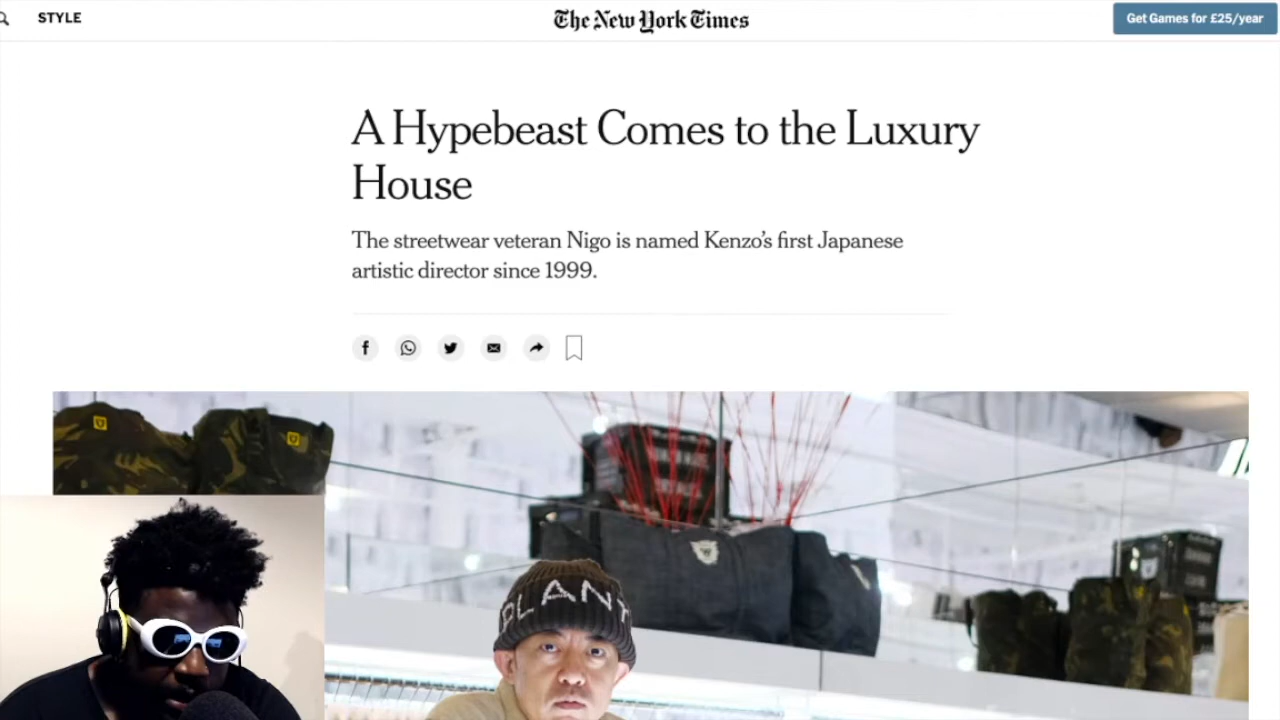 STYLE
The New York Times
Get Games for £25/year
A Hypebeast Comes to the Luxury
House
The streetwear veteran Nigo is named Kenzo's first Japanese
artistic director since 1999.
PLANT